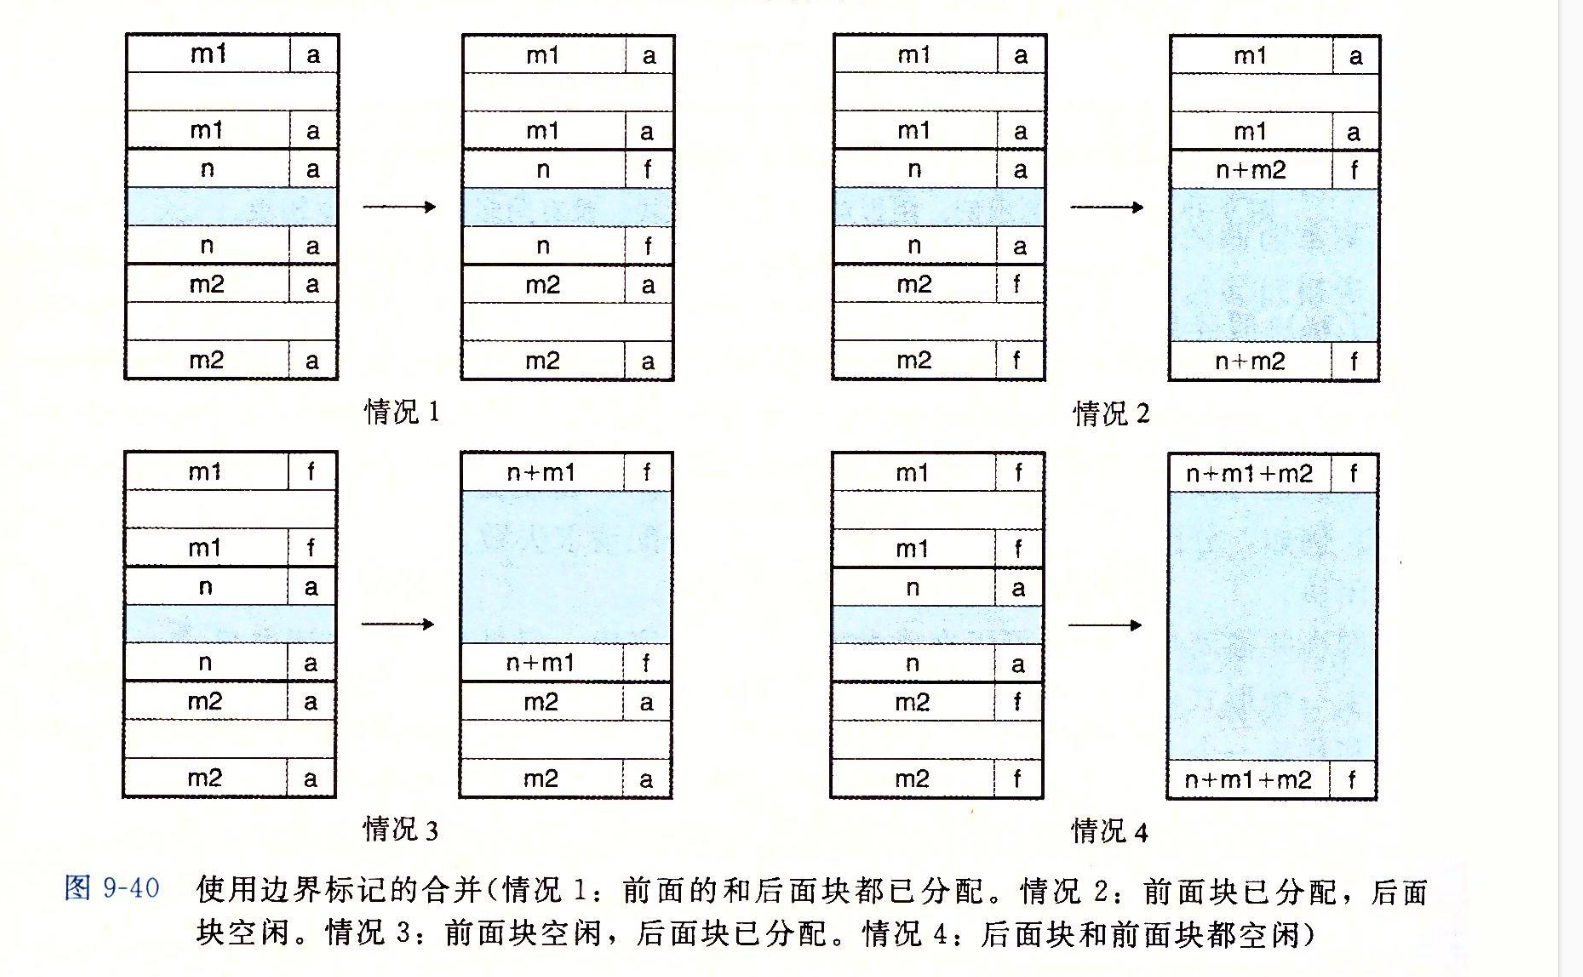 m1 a m1 a m1 a m1 a
m1 a m1 a m1 a m1 a
n a n f n a n+m2 f
n a n f n a
m2 a m2 a m2 f
m2 a m2 a m2 f n+m2 f
情况 1 情况 2
m1 f n+m1 f m1 f n+m1+m2 f
m1 f m1 f
n a n a
n a n+m1 f n a
m2 a m2 a m2 f
m2 a m2 a m2 f n+m1+m2 f
情况 3 情况 4
图 9-40 使用边界标记的合并(情况 1：前面的和后面块都已分配。情况 2：前面块已分配，后面
块空闲。情况 3：前面块空闲，后面块已分配。情况 4：后面块和前面块都空闲)